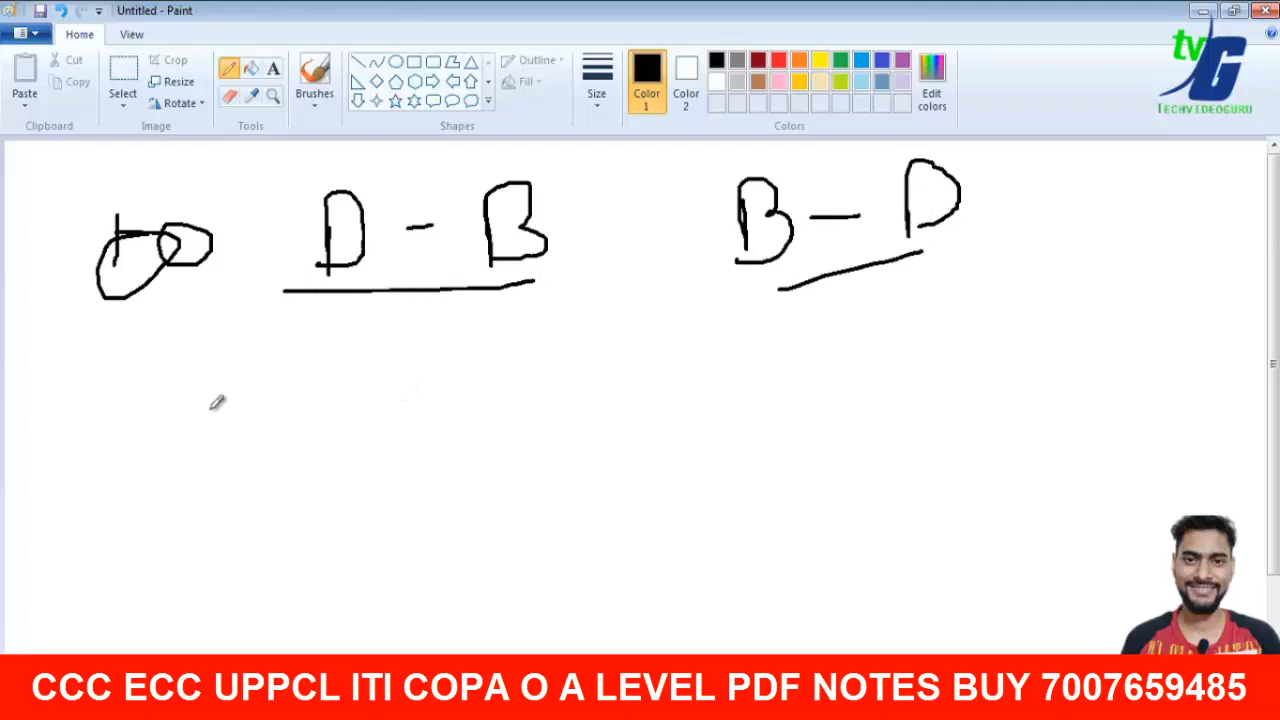 Untitled - Paint
Home View
Paste
Cut
Copy
Clipboard
Select
Crop
Resize
Rotate
Image
A
Tools
Brushes
Outline
Fill
Shapes
Size
Color 1
Color 2
Edit colors
Colors
tv G
TECHVIDEOGURU
D - B B - D
CCC ECC UPPCL ITI COPA O A LEVEL PDF NOTES BUY 7007659485